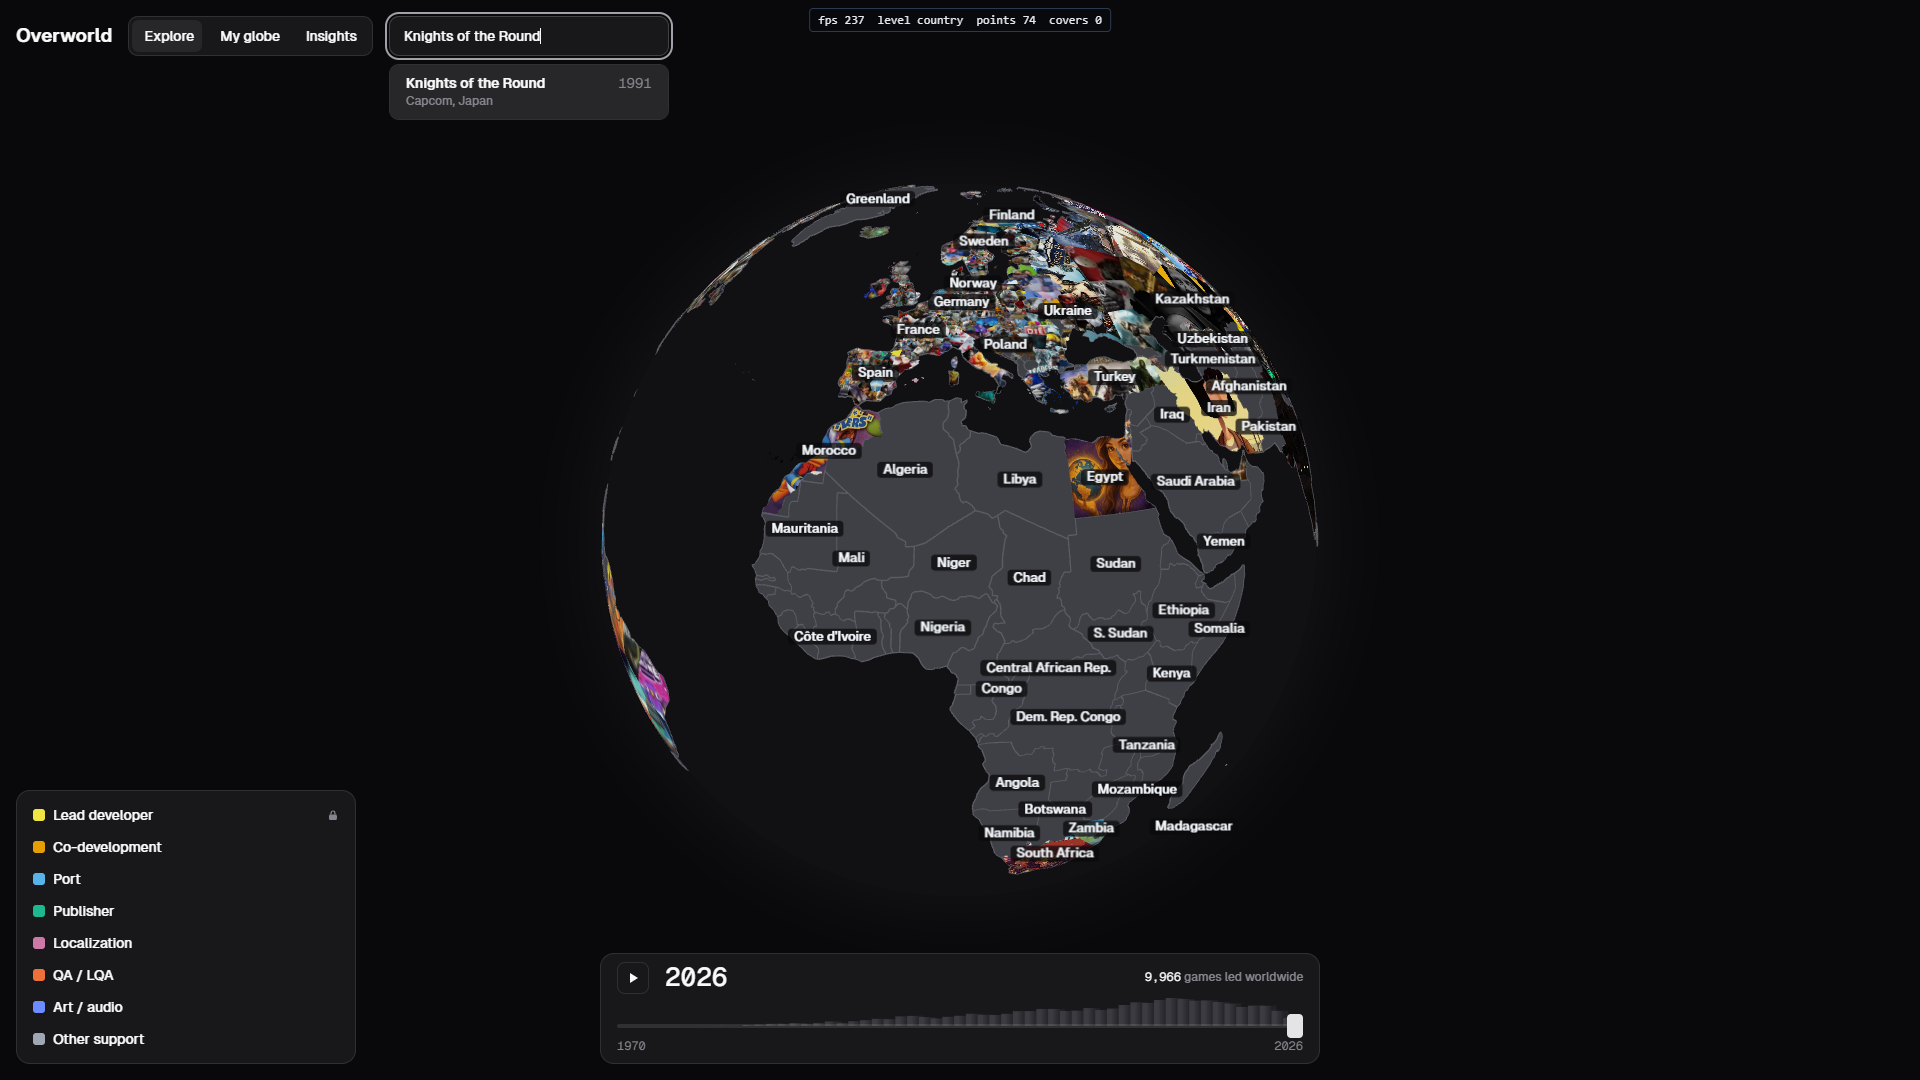 Overworld
Explore
My globe
Insights
Knights of the Round
Knights of the Round 1991
Capcom, Japan
fps 237 level country points 74 covers 0
Greenland
Finland
Sweden
Norway
Germany
Kazakhstan
Ukraine
France
Uzbekistan
Poland
Turkmenistan
Spain
Turkey
Afghanistan
Iraq
Iran
Pakistan
Morocco
Algeria
Libya
Egypt
Saudi Arabia
Mauritania
Yemen
Mali
Niger
Chad
Sudan
Ethiopia
Nigeria
Somalia
Côte d'Ivoire
S. Sudan
Central African Rep.
Kenya
Congo
Dem. Rep. Congo
Tanzania
Angola
Mozambique
Botswana
Namibia
Zambia
Madagascar
South Africa
Lead developer
Co-development
Port
Publisher
Localization
QA / LQA
Art / audio
Other support
2026
9,966 games led worldwide
1970
2026